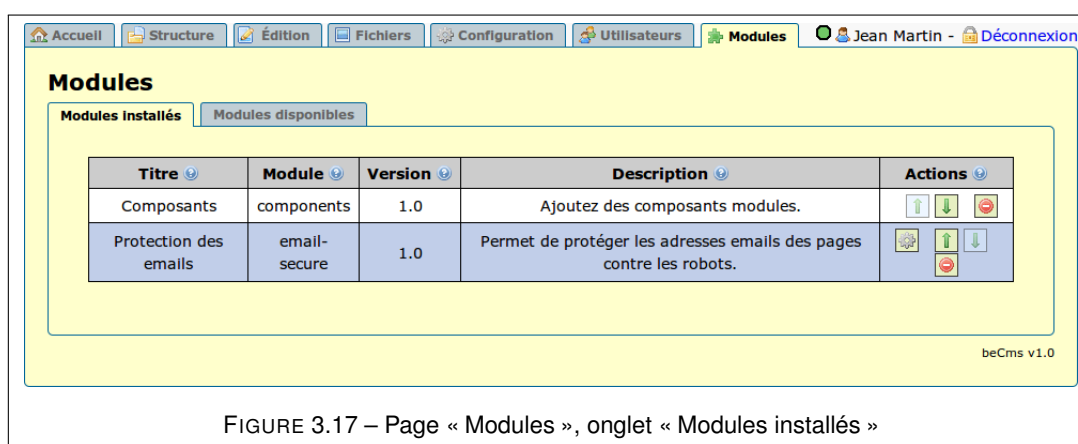 Accueil Structure Édition Fichiers Configuration Utilisateurs Modules Jean Martin - Déconnexion
Modules
Modules installés Modules disponibles
Titre Module Version Description Actions
Composants components 1.0 Ajoutez des composants modules.
Protection des emails email-secure 1.0 Permet de protéger les adresses emails des pages contre les robots.
beCms v1.0
FIGURE 3.17 – Page « Modules », onglet « Modules installés »